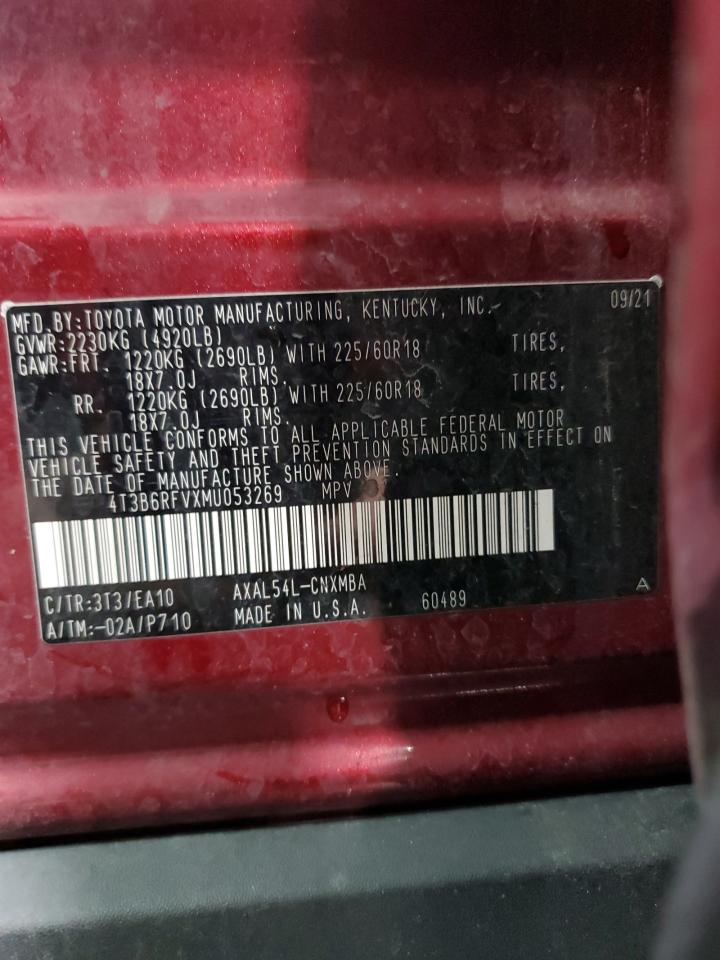 MFD.BY:TOYOTA MOTOR MANUFACTURING, KENTUCKY, INC. 09/21
GVWR:2230KG (4920LB)
GAWR:FRT. 1220KG (2690LB) WITH 225/60R18 TIRES,
18X7.0J RIMS.
RR. 1220KG (2690LB) WITH 225/60R18 TIRES,
18X7.0J RIMS.
THIS VEHICLE CONFORMS TO ALL APPLICABLE FEDERAL MOTOR
VEHICLE SAFETY AND THEFT PREVENTION STANDARDS IN EFFECT ON
THE DATE OF MANUFACTURE SHOWN ABOVE.
4T3B6RFVXMU053269 MPV
C/TR:3T3/EA10 AXAL54L-CNXMBA A
A/TM:-02A/P710 MADE IN U.S.A. 60489